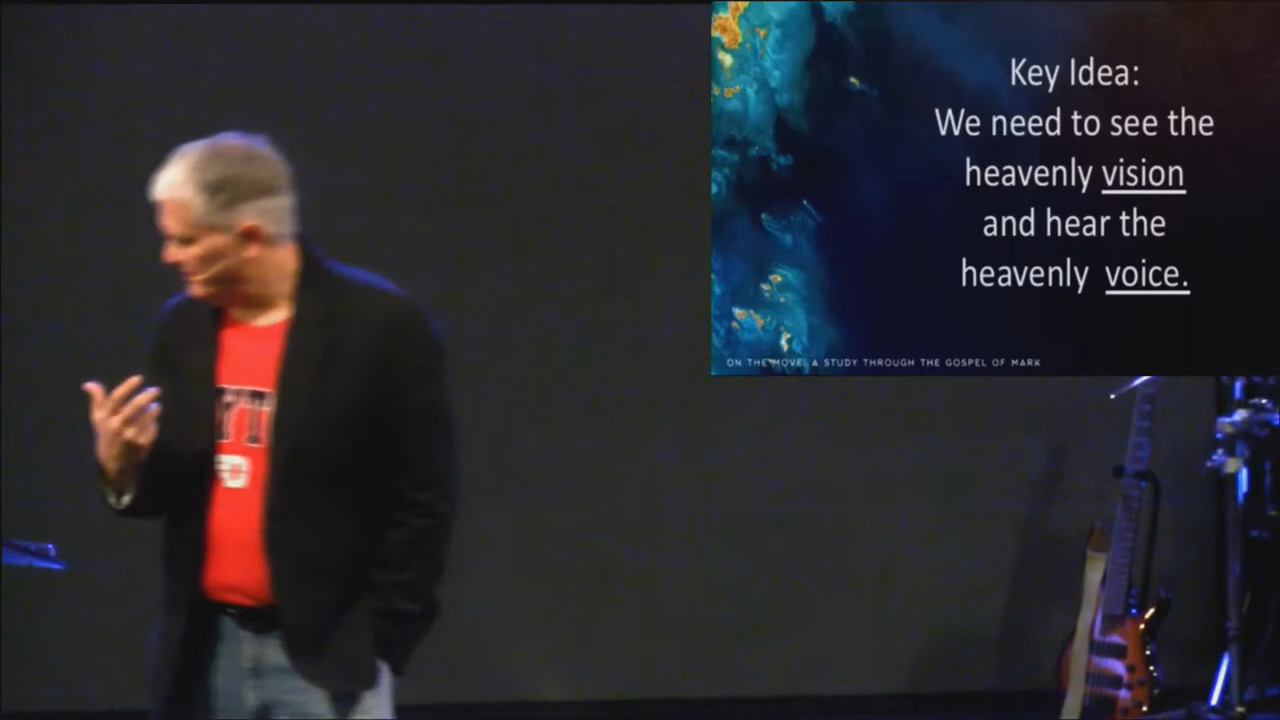 Key Idea:
We need to see the
heavenly vision
and hear the
heavenly voice.
ON THE MOVE: A STUDY THROUGH THE GOSPEL OF MARK